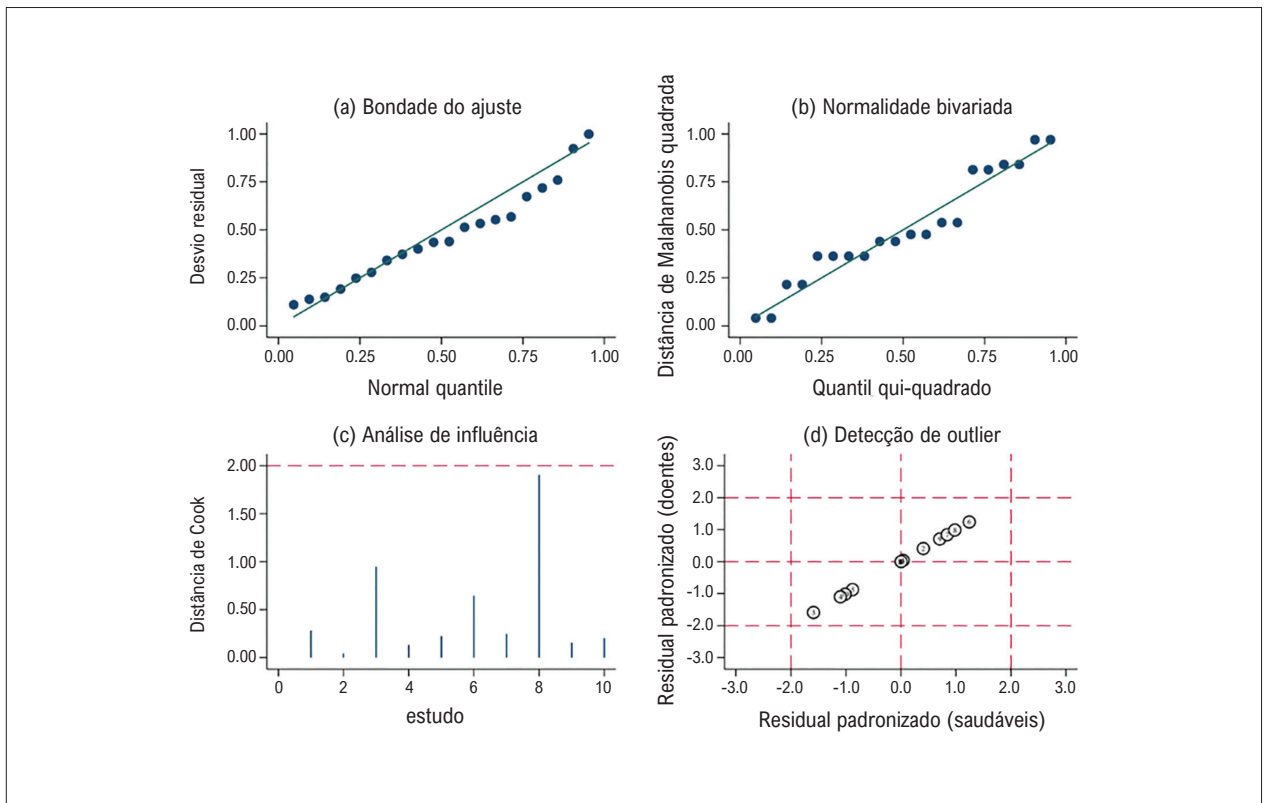 (a) Bondade do ajuste
Desvio residual
1.00
0.75
0.50
0.25
0.00
0.00 0.25 0.50 0.75 1.00
Normal quantile
(b) Normalidade bivariada
Distância de Malahanobis quadrada
1.00
0.75
0.50
0.25
0.00
0.00 0.25 0.50 0.75 1.00
Quantil qui-quadrado
(c) Análise de influência
Distância de Cook
2.00
1.50
1.00
0.50
0.00
0 2 4 6 8 10
estudo
(d) Detecção de outlier
Residual padronizado (doentes)
3.0
2.0
1.0
0.0
-1.0
-2.0
-3.0
-3.0 -2.0 -1.0 0.0 1.0 2.0 3.0
Residual padronizado (saudáveis)